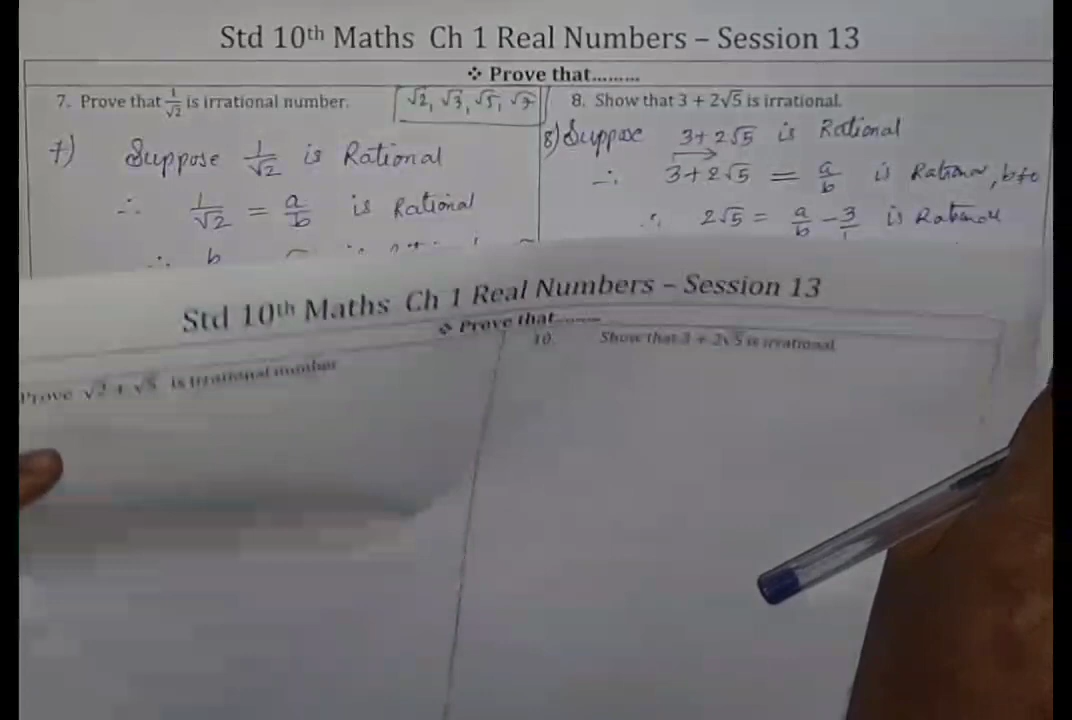 Std 10th Maths Ch 1 Real Numbers – Session 13
❖ Prove that.........
7. Prove that 1/√2 is irrational number.
√2, √3, √5, √7
7) Suppose 1/√2 is Rational
∴ 1/√2 = a/b is Rational
∴ b
8. Show that 3 + 2√5 is irrational.
8) Suppose 3+2√5 is Rational
∴ 3+2√5 = a/b is Rational, b≠0
∴ 2√5 = a/b − 3/1 is Rational
Std 10th Maths Ch 1 Real Numbers – Session 13
❖ Prove that.........
Prove √2 + √5 is irrational number
10. Show that 3 + 2√5 is irrational.